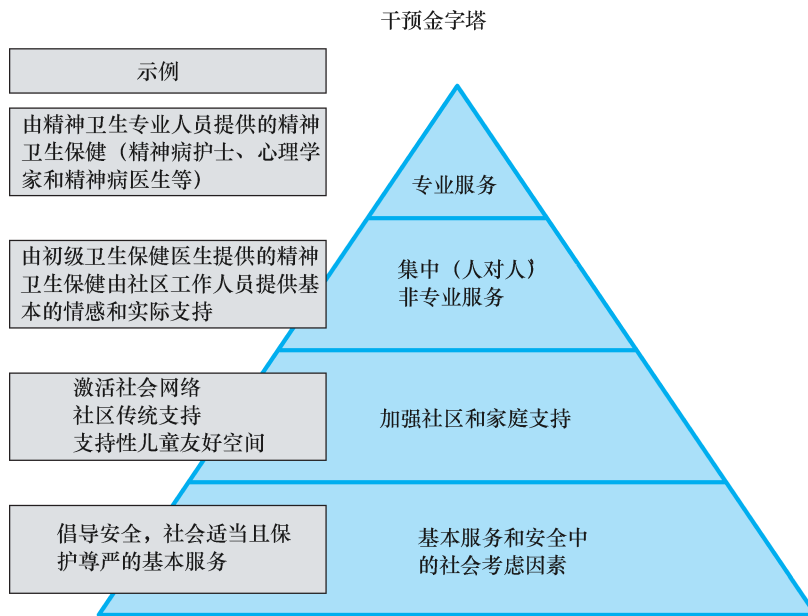 干预金字塔
示例
由精神卫生专业人员提供的精神
卫生保健（精神病护士、心理学
家和精神病医生等）
专业服务
由初级卫生保健医生提供的精神
卫生保健由社区工作人员提供基
本的情感和实际支持
集中（人对人）
非专业服务
激活社会网络
社区传统支持
支持性儿童友好空间
加强社区和家庭支持
倡导安全，社会适当且保
护尊严的基本服务
基本服务和安全中
的社会考虑因素